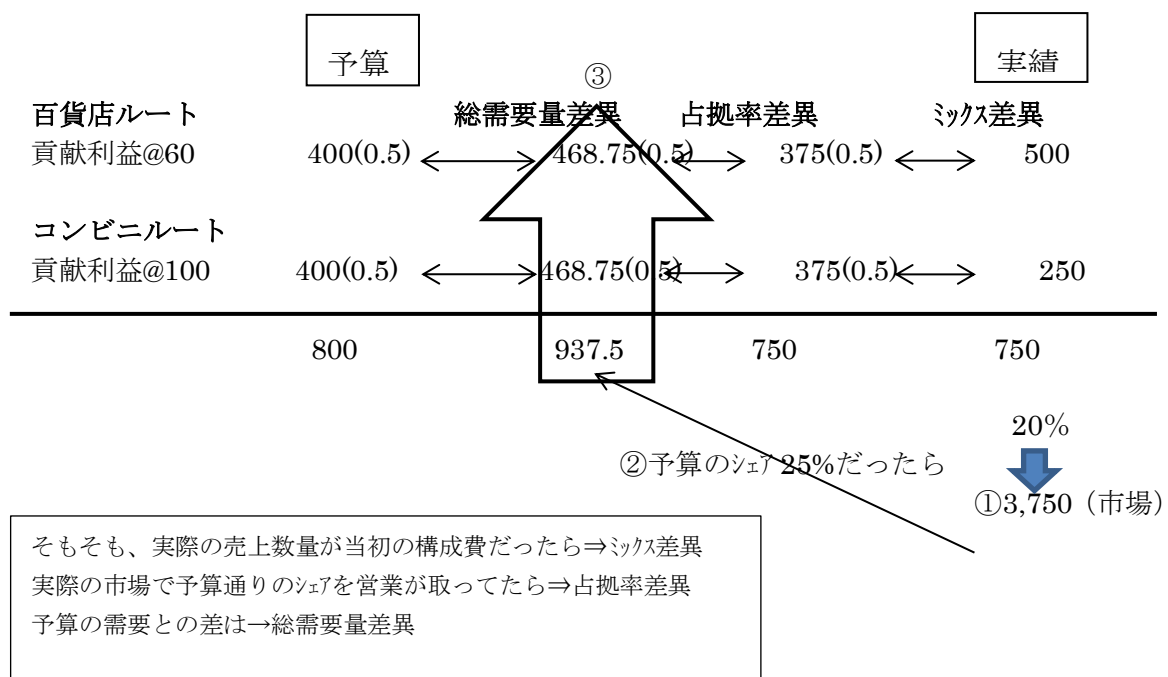 予算
実績
③
百貨店ルート 総需要量差異 占拠率差異 ミックス差異
貢献利益@60 400(0.5) 468.75(0.5) 375(0.5) 500
コンビニルート
貢献利益@100 400(0.5) 468.75(0.5) 375(0.5) 250
800 937.5 750 750
20%
②予算のシェア 25%だったら
①3,750（市場）
そもそも、実際の売上数量が当初の構成費だったら⇒ミックス差異
実際の市場で予算通りのシェアを営業が取ってたら⇒占拠率差異
予算の需要との差は→総需要量差異